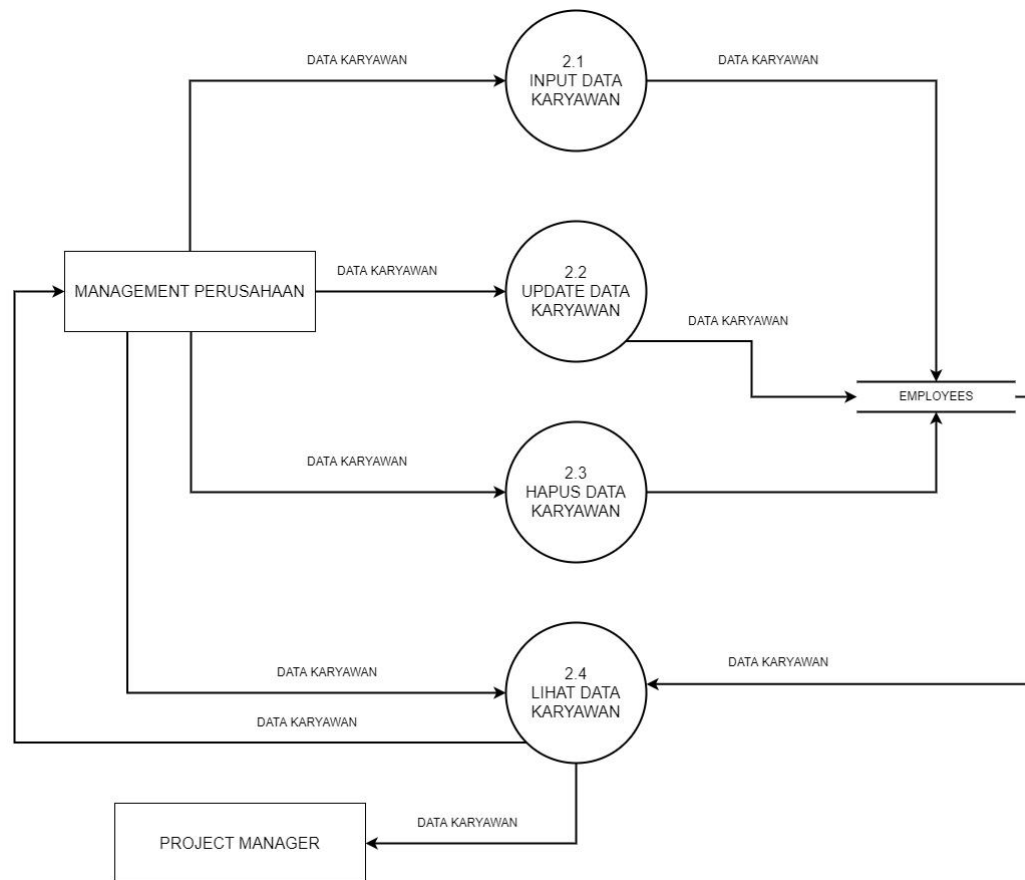 DATA KARYAWAN
2.1
INPUT DATA
KARYAWAN
DATA KARYAWAN
MANAGEMENT PERUSAHAAN
DATA KARYAWAN
2.2
UPDATE DATA
KARYAWAN
DATA KARYAWAN
EMPLOYEES
DATA KARYAWAN
2.3
HAPUS DATA
KARYAWAN
DATA KARYAWAN
2.4
LIHAT DATA
KARYAWAN
DATA KARYAWAN
DATA KARYAWAN
DATA KARYAWAN
PROJECT MANAGER